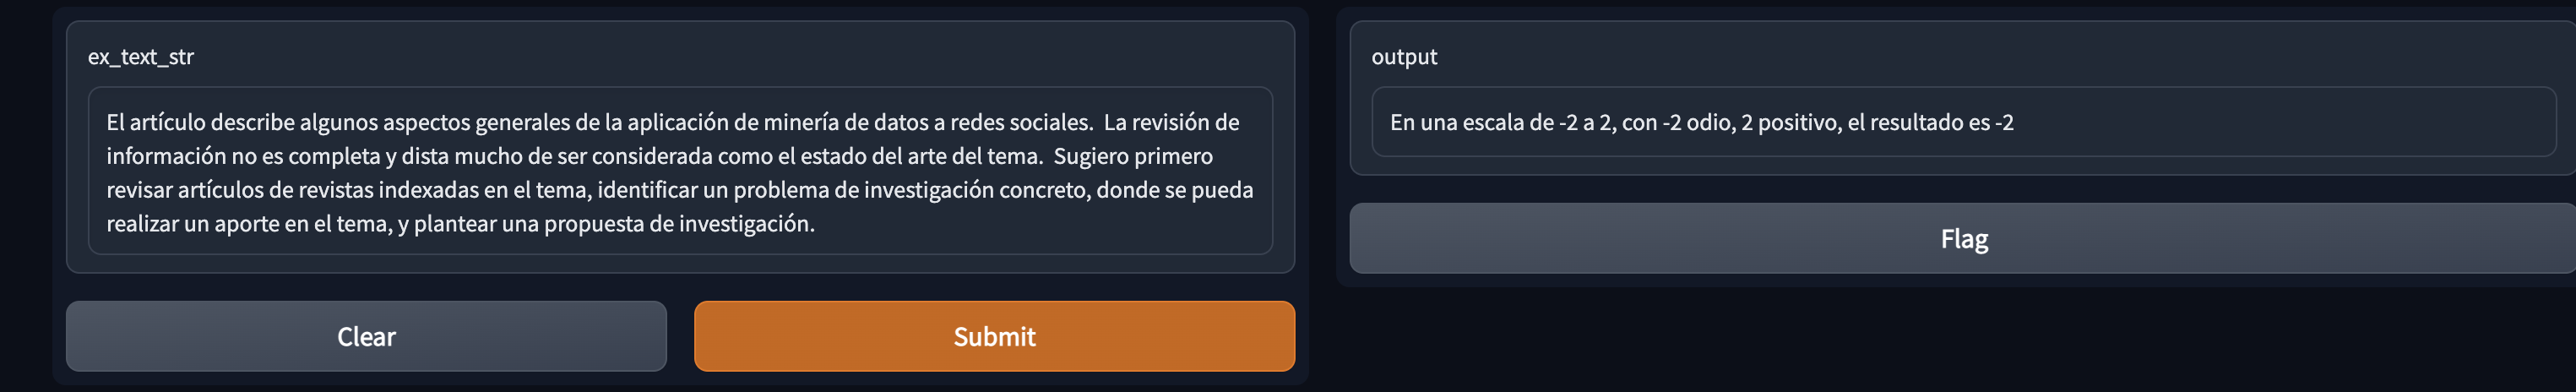 ex_text_str
El artículo describe algunos aspectos generales de la aplicación de minería de datos a redes sociales.  La revisión de
información no es completa y dista mucho de ser considerada como el estado del arte del tema.  Sugiero primero
revisar artículos de revistas indexadas en el tema, identificar un problema de investigación concreto, donde se pueda
realizar un aporte en el tema, y plantear una propuesta de investigación.
Clear
Submit
output
En una escala de -2 a 2, con -2 odio, 2 positivo, el resultado es -2
Flag